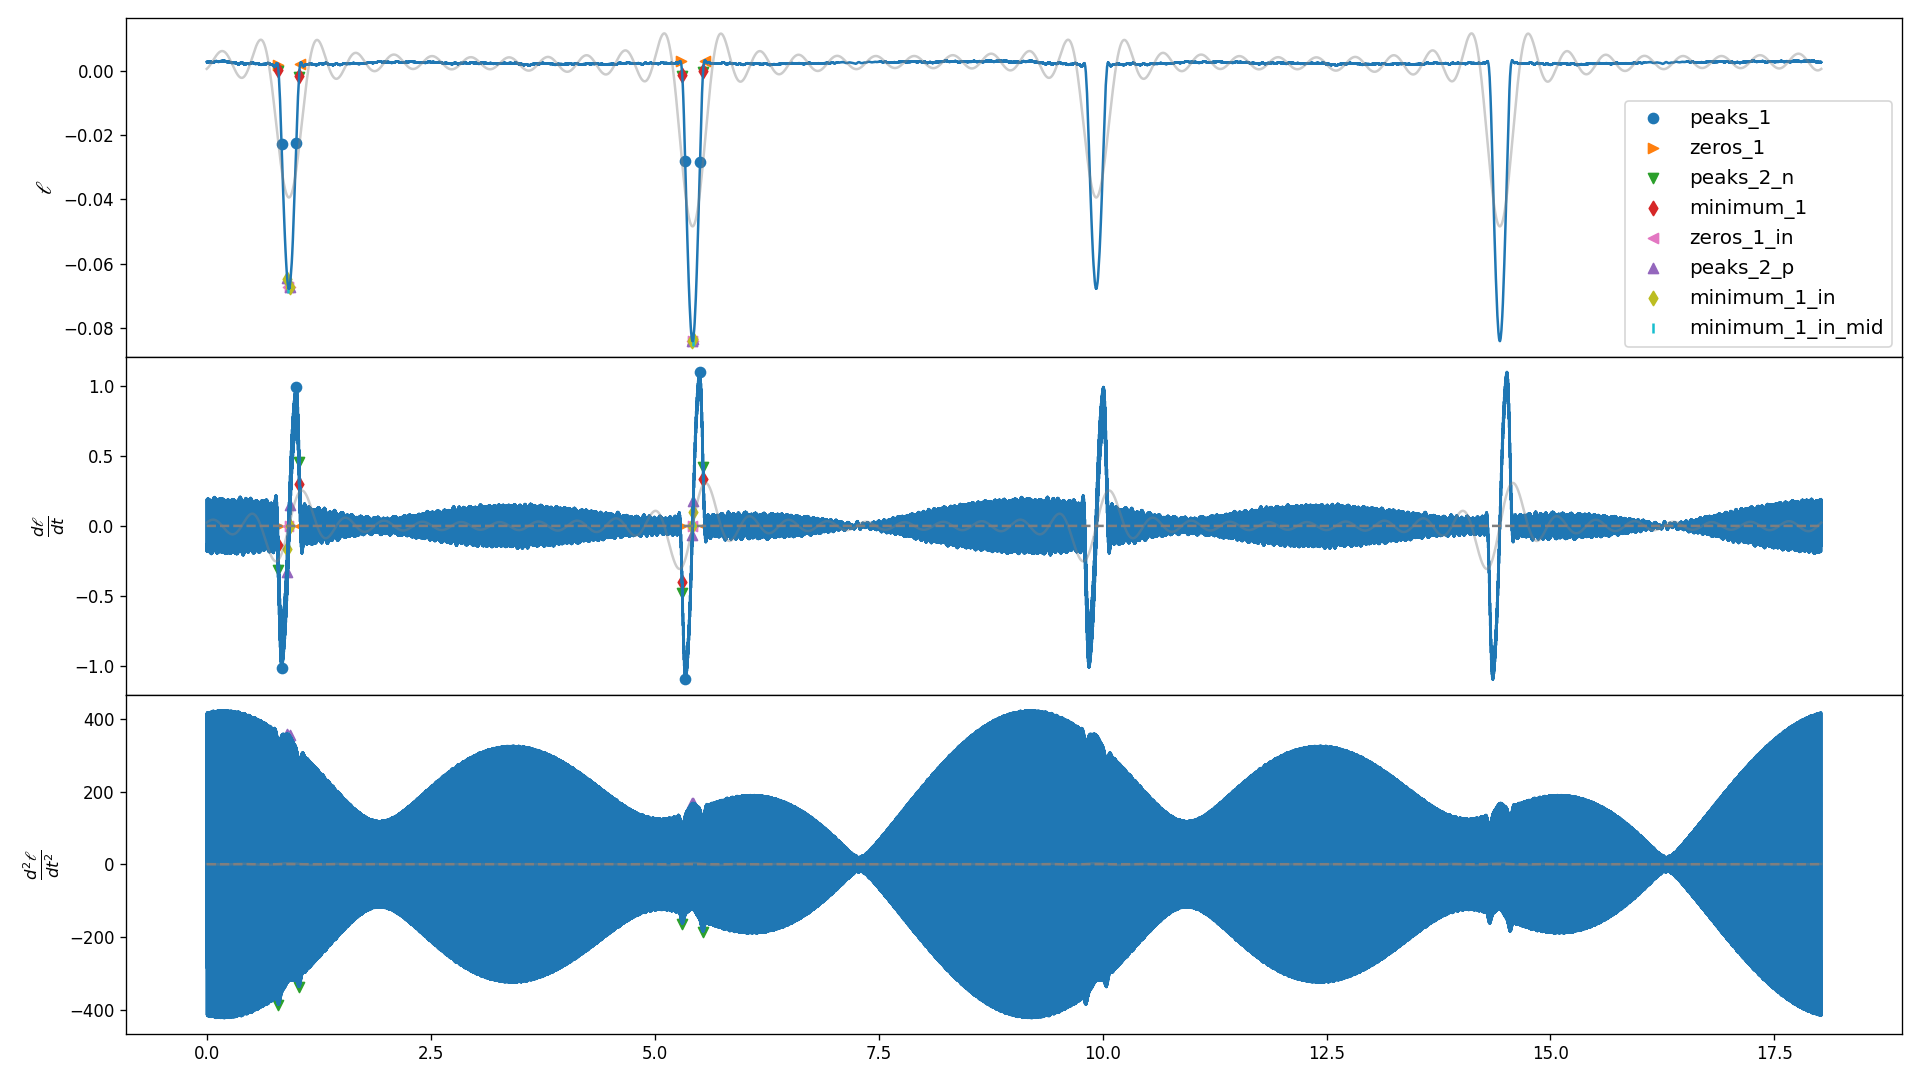 0.00
−0.02
−0.04
−0.06
−0.08
ℓ
peaks_1
zeros_1
peaks_2_n
minimum_1
zeros_1_in
peaks_2_p
minimum_1_in
minimum_1_in_mid
1.0
0.5
0.0
−0.5
−1.0
dℓ/dt
400
200
0
−200
−400
d²ℓ/dt²
0.0 2.5 5.0 7.5 10.0 12.5 15.0 17.5